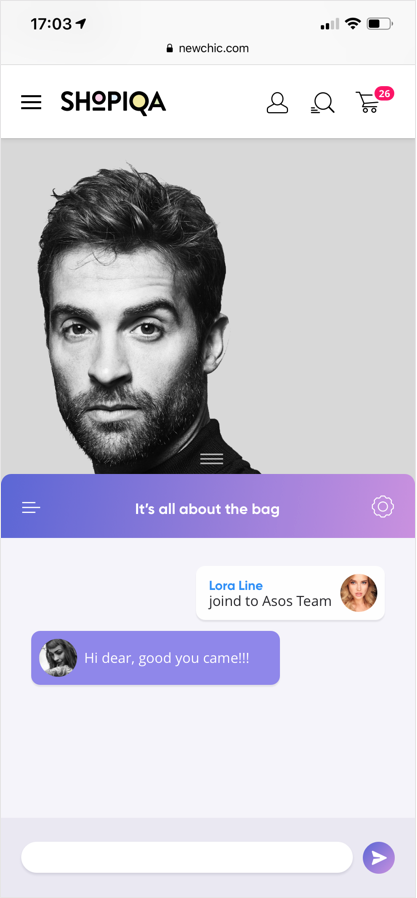 17:03
newchic.com
SHOPIQA
26
It's all about the bag
Lora Line
joind to Asos Team
Hi dear, good you came!!!